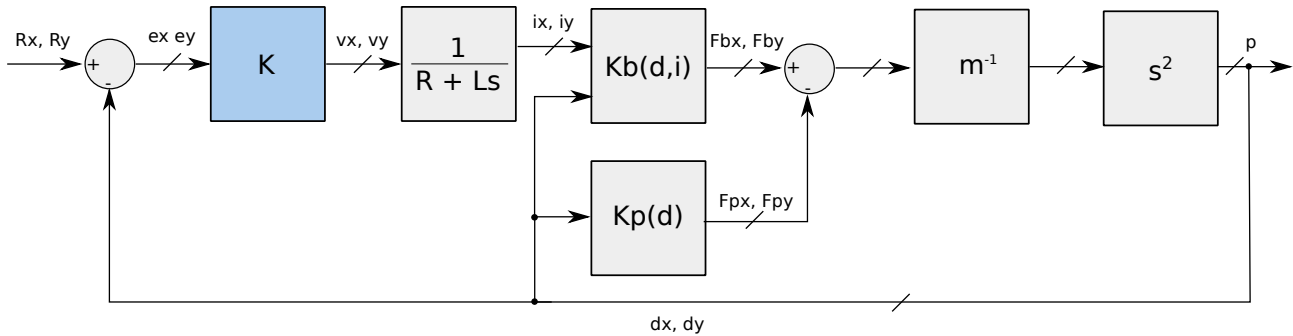 Rx, Ry
+
-
ex ey
K
vx, vy
1
R + Ls
ix, iy
Kb(d,i)
Fbx, Fby
+
-
m⁻¹
s²
p
Kp(d)
Fpx, Fpy
dx, dy